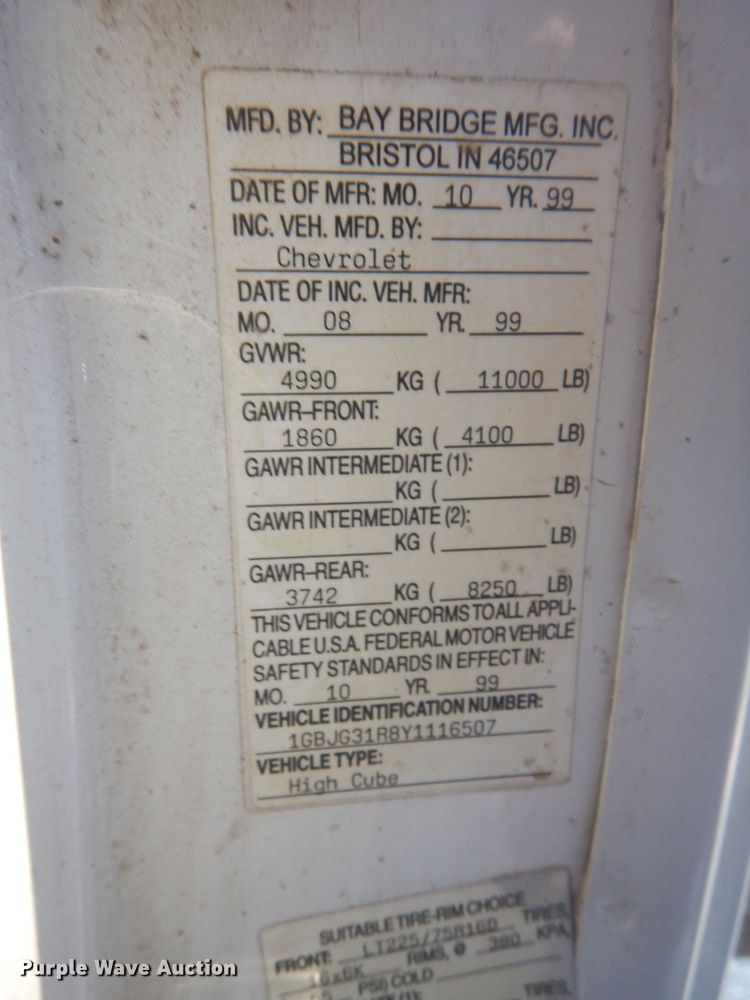 MFD. BY: BAY BRIDGE MFG. INC.
BRISTOL IN 46507
DATE OF MFR: MO. 10 YR. 99
INC. VEH. MFD. BY:
Chevrolet
DATE OF INC. VEH. MFR:
MO. 08 YR. 99
GVWR:
4990 KG ( 11000 LB)
GAWR-FRONT:
1860 KG ( 4100 LB)
GAWR INTERMEDIATE (1):
KG ( LB)
GAWR INTERMEDIATE (2):
KG ( LB)
GAWR-REAR:
3742 KG ( 8250 LB)
THIS VEHICLE CONFORMS TO ALL APPLI-
CABLE U.S.A. FEDERAL MOTOR VEHICLE
SAFETY STANDARDS IN EFFECT IN:
MO. 10 YR. 99
VEHICLE IDENTIFICATION NUMBER:
1GBJG31R8Y1116507
VEHICLE TYPE:
High Cube
SUITABLE TIRE-RIM CHOICE
FRONT: LT225/75R16D TIRES,
16x6K RIMS, @ 380 KPA,
PSI) COLD
TIRES,
Purple Wave Auction